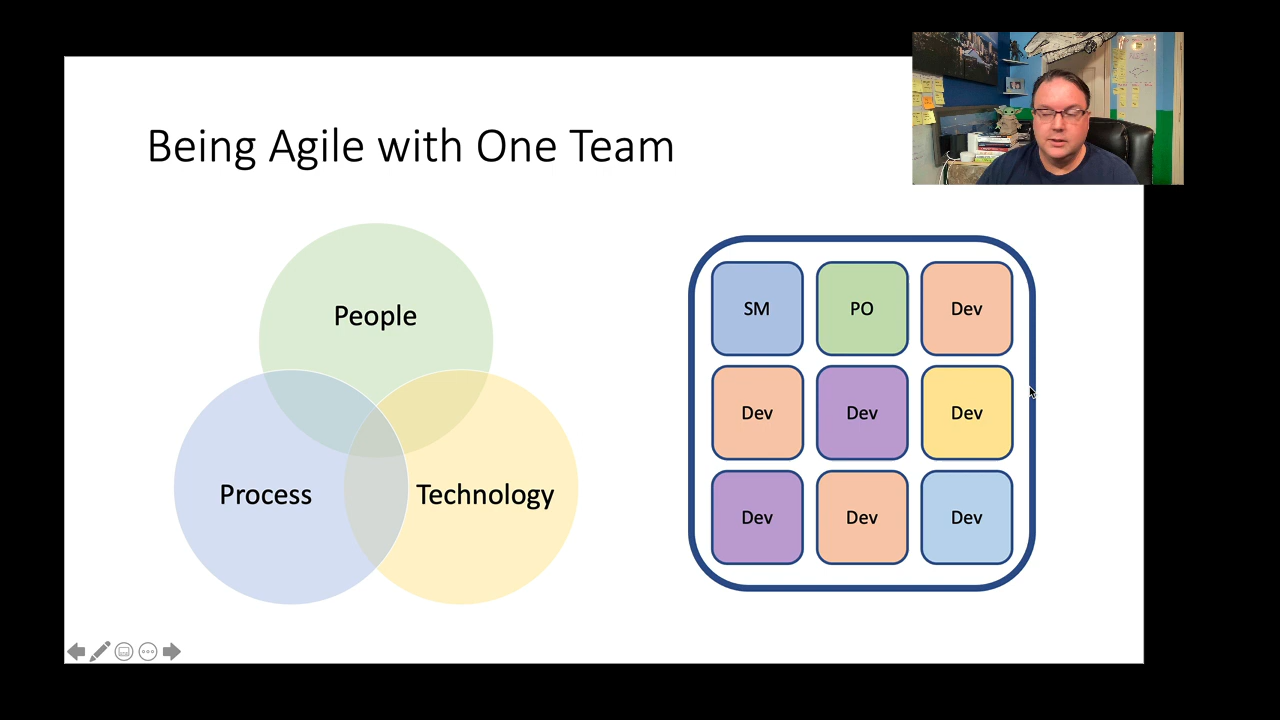 Being Agile with One Team
People
Process
Technology
SM
PO
Dev
Dev
Dev
Dev
Dev
Dev
Dev